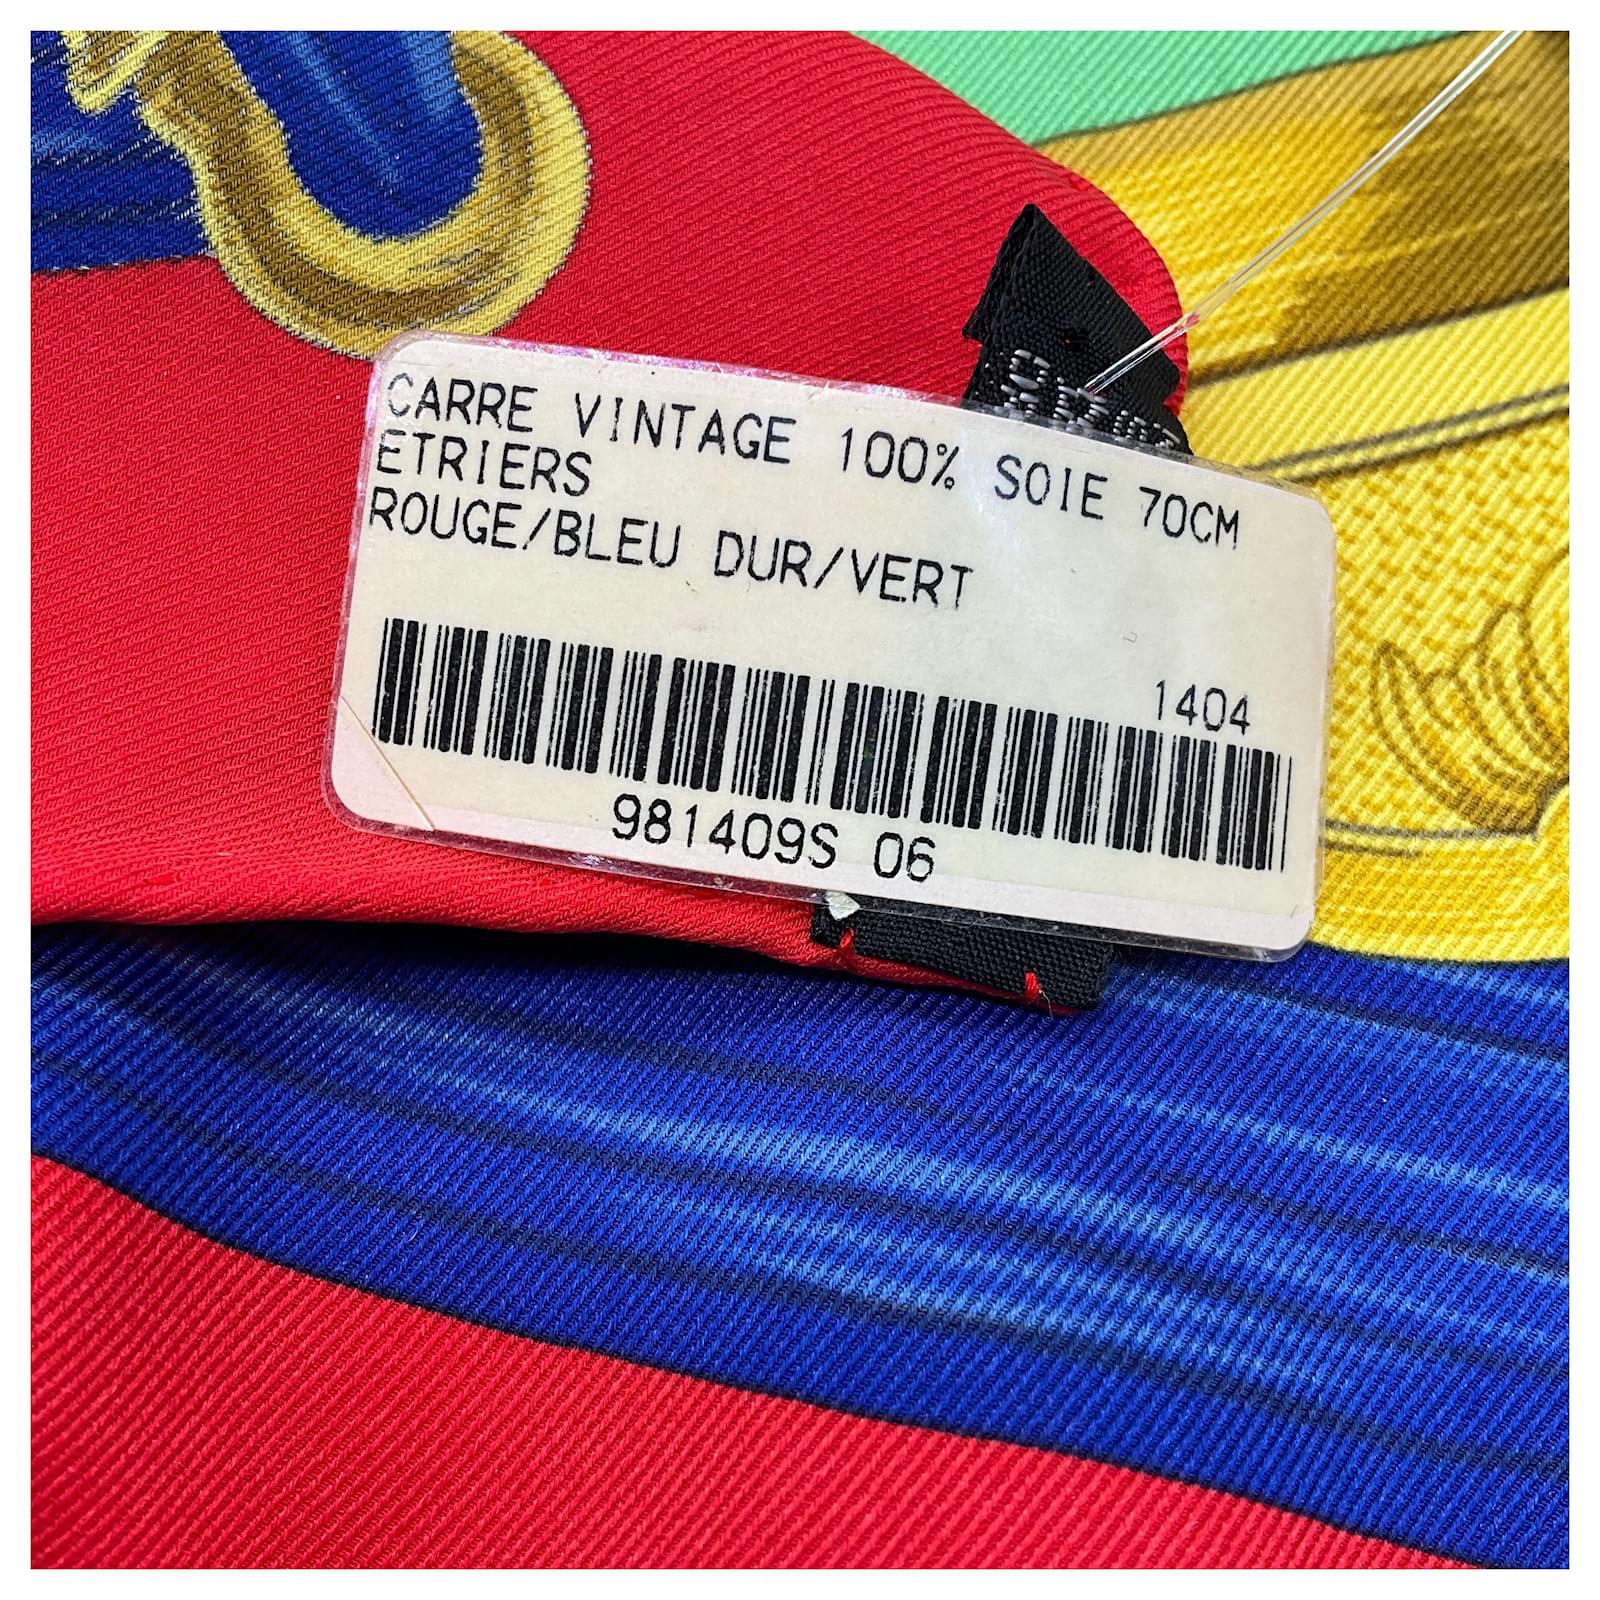 CARRE VINTAGE 100% SOIE 70CM
ETRIERS
ROUGE/BLEU DUR/VERT
1404
981409S 06